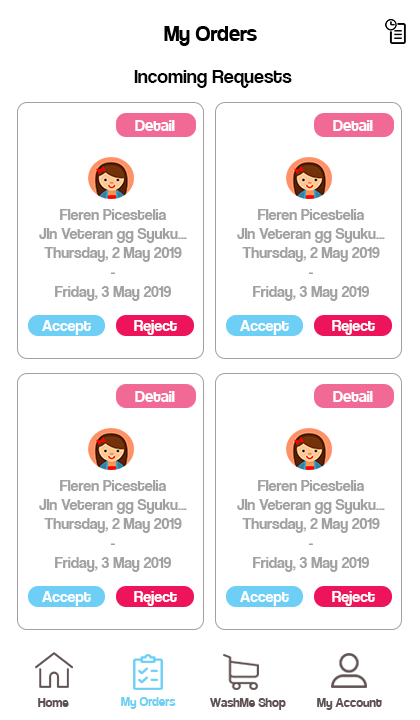 My Orders
Incoming Requests
Detail
Fleren Picestelia
Jln Veteran gg Syuku...
Thursday, 2 May 2019
-
Friday, 3 May 2019
Accept Reject
Detail
Fleren Picestelia
Jln Veteran gg Syuku...
Thursday, 2 May 2019
-
Friday, 3 May 2019
Accept Reject
Detail
Fleren Picestelia
Jln Veteran gg Syuku...
Thursday, 2 May 2019
-
Friday, 3 May 2019
Accept Reject
Detail
Fleren Picestelia
Jln Veteran gg Syuku...
Thursday, 2 May 2019
-
Friday, 3 May 2019
Accept Reject
Home My Orders WashMe Shop My Account